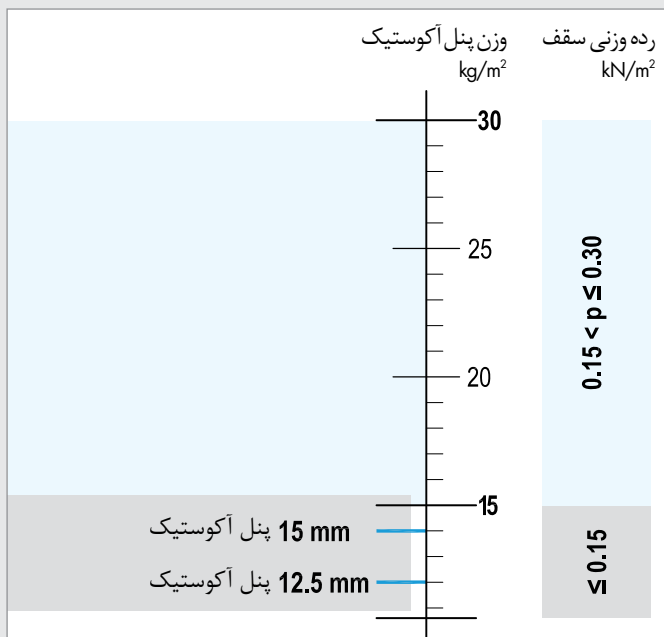 رده وزنی سقف
kN/m²
وزن پنل آکوستیک
kg/m²
30
25
20
15
0.15 < p ≤ 0.30
≤ 0.15
15 mm پنل آکوستیک
12.5 mm پنل آکوستیک